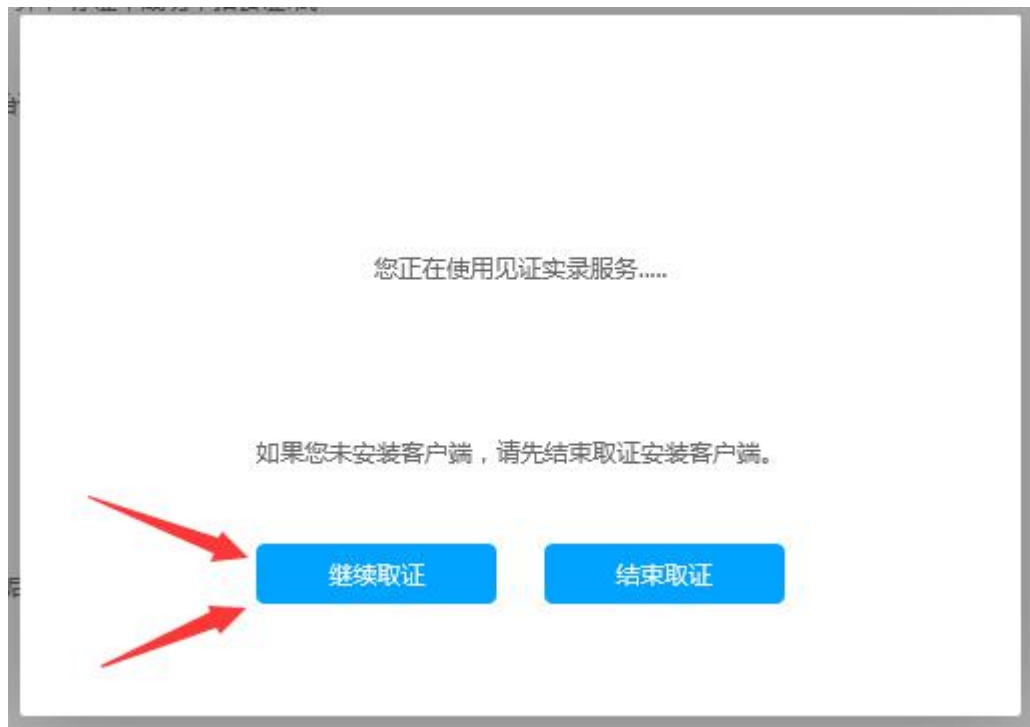 您正在使用见证实录服务.....
如果您未安装客户端，请先结束取证安装客户端。
继续取证
结束取证